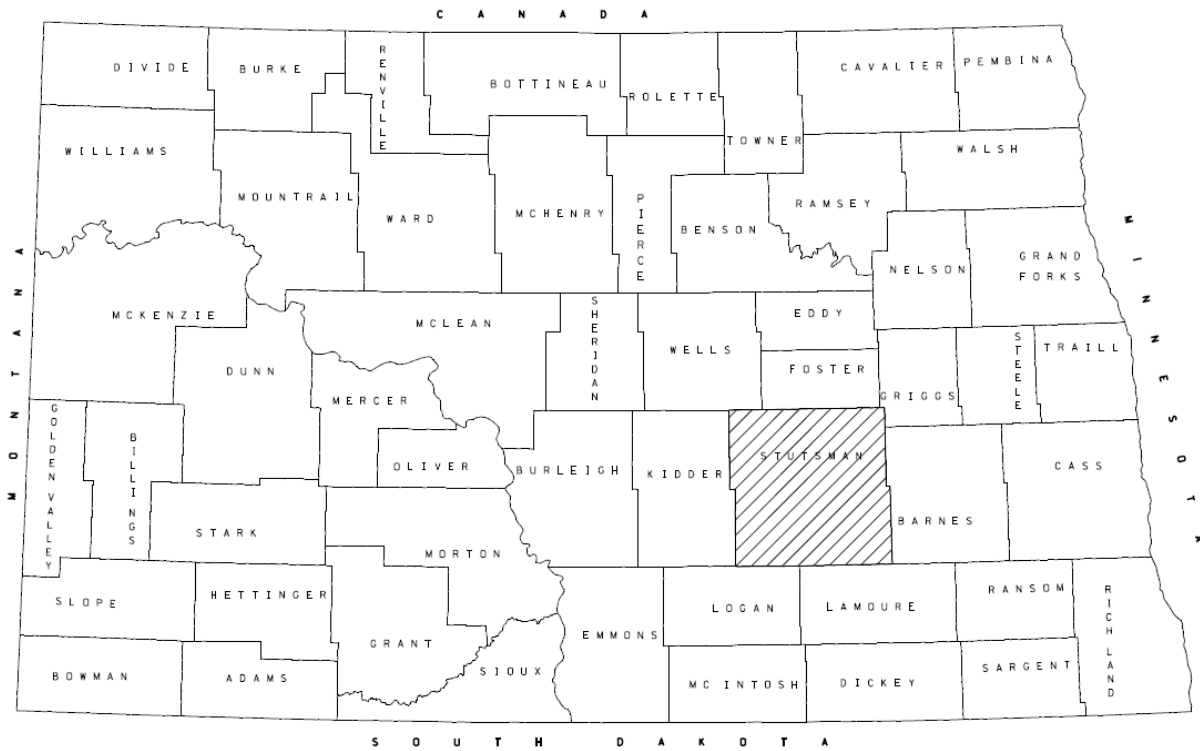 CANADA
DIVIDE
BURKE
RENVILLE
BOTTINEAU
ROLETTE
TOWNER
CAVALIER
PEMBINA
WILLIAMS
MOUNTRAIL
WARD
MCHENRY
PIERCE
BENSON
RAMSEY
WALSH
NELSON
GRAND
FORKS
MONTANA
MINNESOTA
MCKENZIE
DUNN
MCLEAN
SHERIDAN
WELLS
EDDY
FOSTER
GRIGGS
STEELE
TRAILL
GOLDEN VALLEY
BILLINGS
MERCER
OLIVER
BURLEIGH
KIDDER
STUTSMAN
BARNES
CASS
STARK
MORTON
SLOPE
HETTINGER
GRANT
SIOUX
EMMONS
LOGAN
LAMOURE
RANSOM
RICHLAND
BOWMAN
ADAMS
MC INTOSH
DICKEY
SARGENT
SOUTH DAKOTA